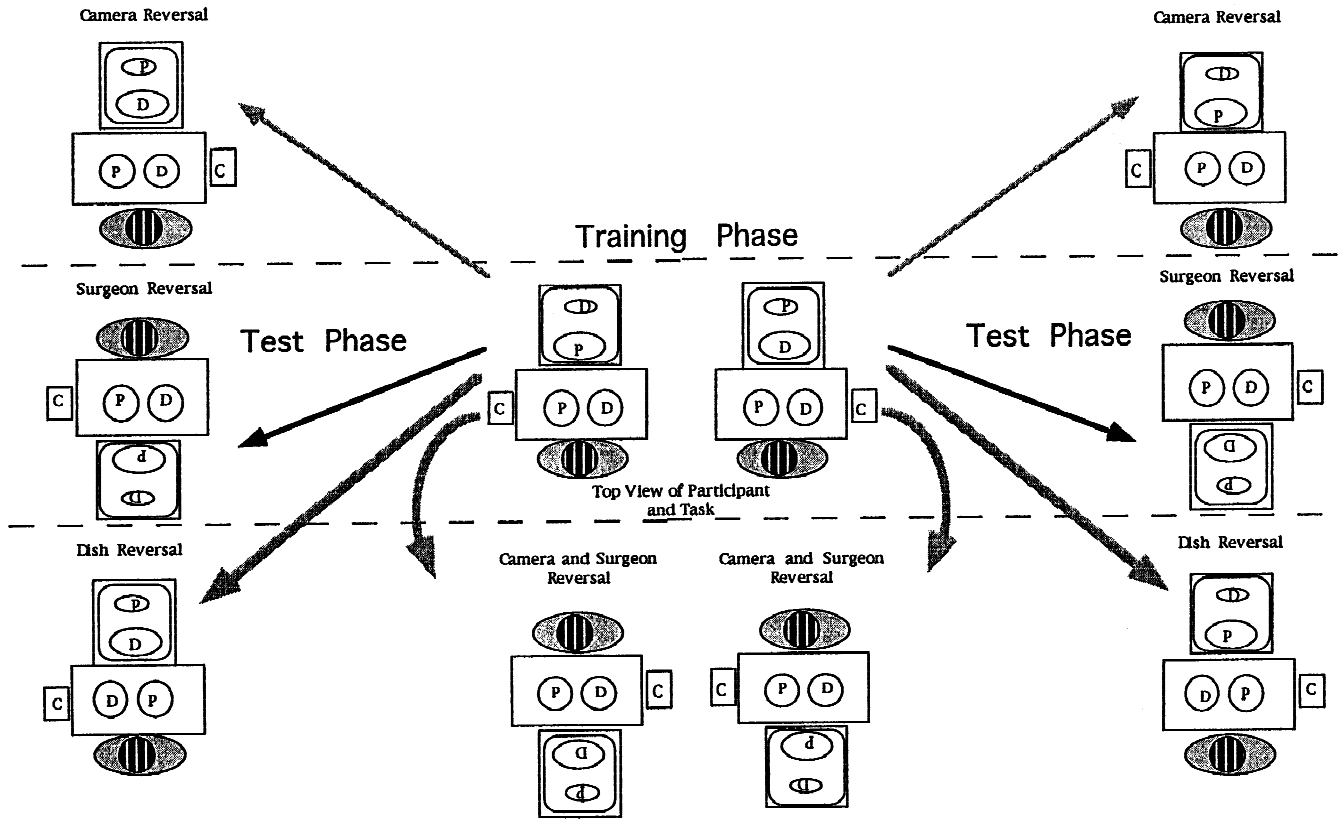 Camera Reversal
P
D
P D C
Camera Reversal
D
P
C P D
Training Phase
Surgeon Reversal
C P D
P
D
Test Phase
D
P
C P D
P
D
P D C
Top View of Participant
and Task
Test Phase
Surgeon Reversal
P D C
D
P
Dish Reversal
P
D
C D P
Camera and Surgeon
Reversal
P D C
D
P
Camera and Surgeon
Reversal
C P D
P
D
Dish Reversal
D
P
D P C